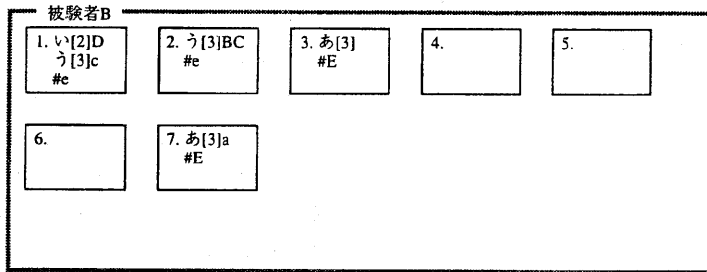 被験者B
1. い[2]D
う[3]c
#e
2. う[3]BC
#e
3. あ[3]
#E
4.
5.
6.
7. あ[3]a
#E